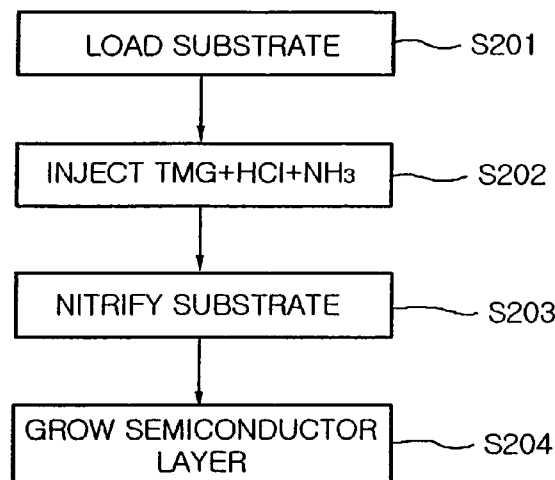 LOAD SUBSTRATE
S201
INJECT TMG+HCl+NH₃
S202
NITRIFY SUBSTRATE
S203
GROW SEMICONDUCTOR
LAYER
S204